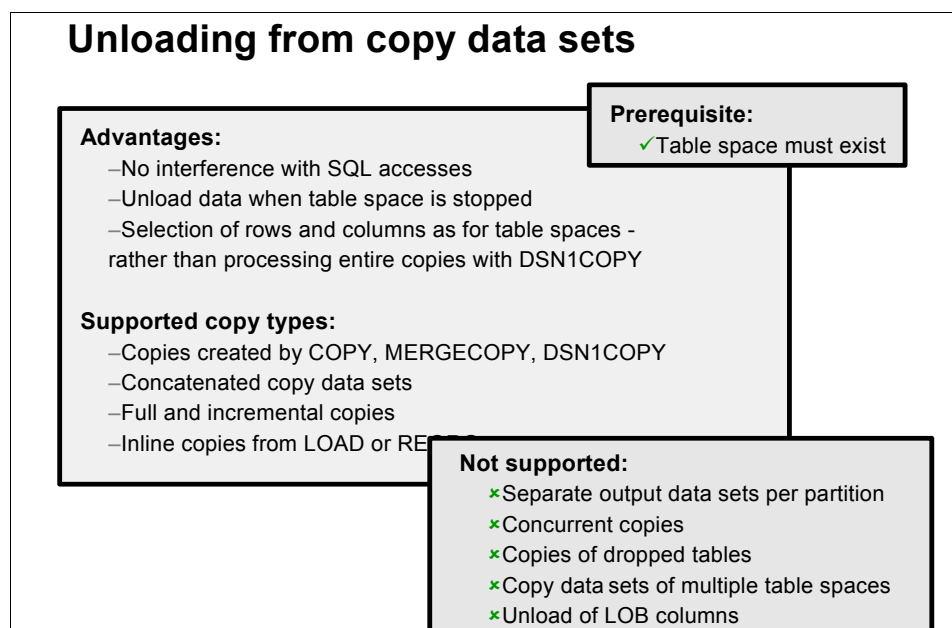 Unloading from copy data sets
Prerequisite:
✓Table space must exist
Advantages:
–No interference with SQL accesses
–Unload data when table space is stopped
–Selection of rows and columns as for table spaces -
rather than processing entire copies with DSN1COPY
Supported copy types:
–Copies created by COPY, MERGECOPY, DSN1COPY
–Concatenated copy data sets
–Full and incremental copies
–Inline copies from LOAD or
Not supported:
×Separate output data sets per partition
×Concurrent copies
×Copies of dropped tables
×Copy data sets of multiple table spaces
×Unload of LOB columns